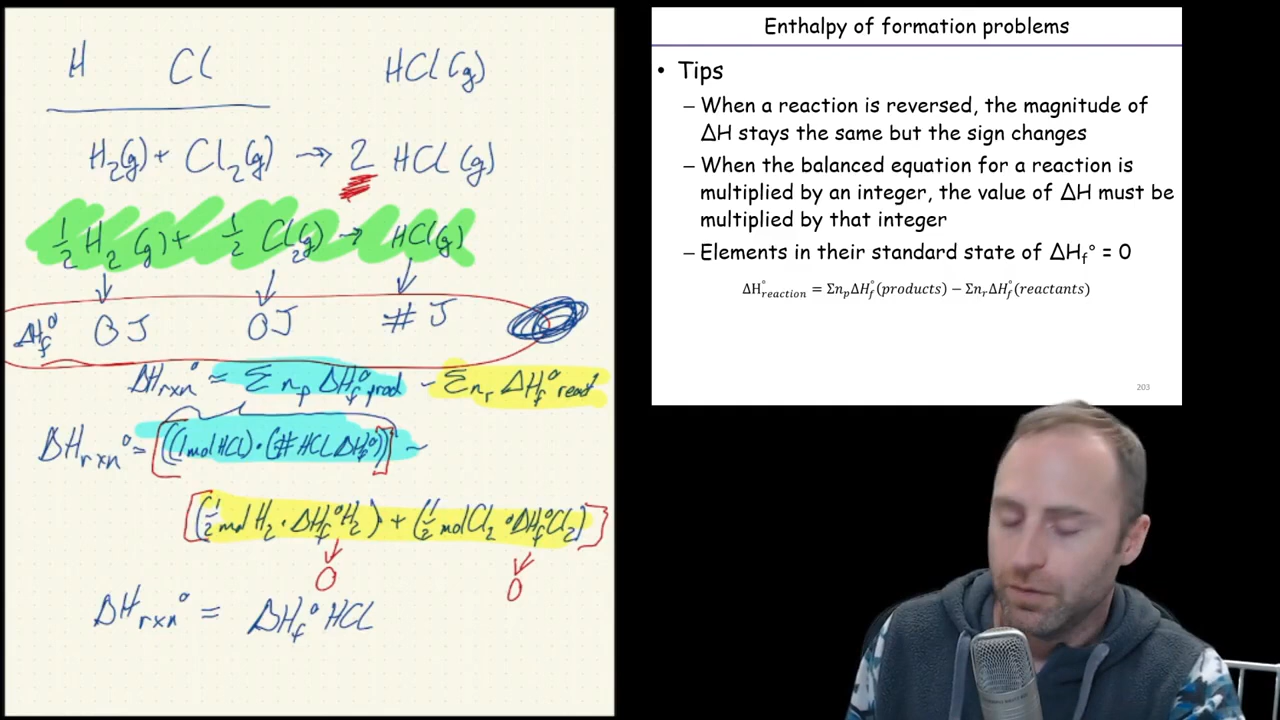 H Cl HCl(g)
H₂(g) + Cl₂(g) → 2 HCl(g)
½ H₂(g) + ½ Cl₂(g) → HCl(g)
ΔHf° 0 J 0 J # J
ΔHrxn° = Σ np ΔHf° prod − Σ nr ΔHf° react
ΔHrxn° = [((1 mol HCl) · (# HCl ΔHf°))] −
[(½ mol H₂ · ΔHf° H₂) + (½ mol Cl₂ · ΔHf° Cl₂)]
0 0
ΔHrxn° = ΔHf° HCl
Enthalpy of formation problems
• Tips
– When a reaction is reversed, the magnitude of
ΔH stays the same but the sign changes
– When the balanced equation for a reaction is
multiplied by an integer, the value of ΔH must be
multiplied by that integer
– Elements in their standard state of ΔHf° = 0
ΔH°reaction = Σnp ΔHf°(products) − Σnr ΔHf°(reactants)
203